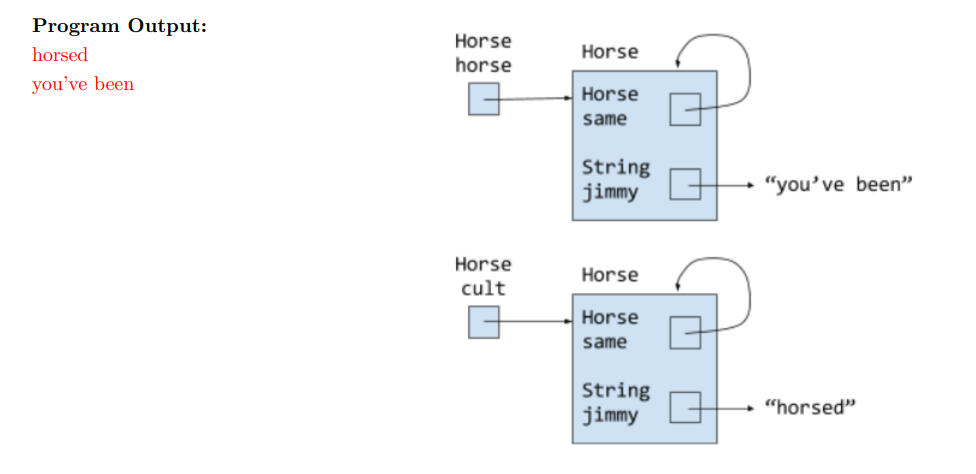 Program Output:
horsed
you've been
Horse
horse
Horse
Horse
same
String
jimmy
“you’ve been”
Horse
cult
Horse
Horse
same
String
jimmy
“horsed”